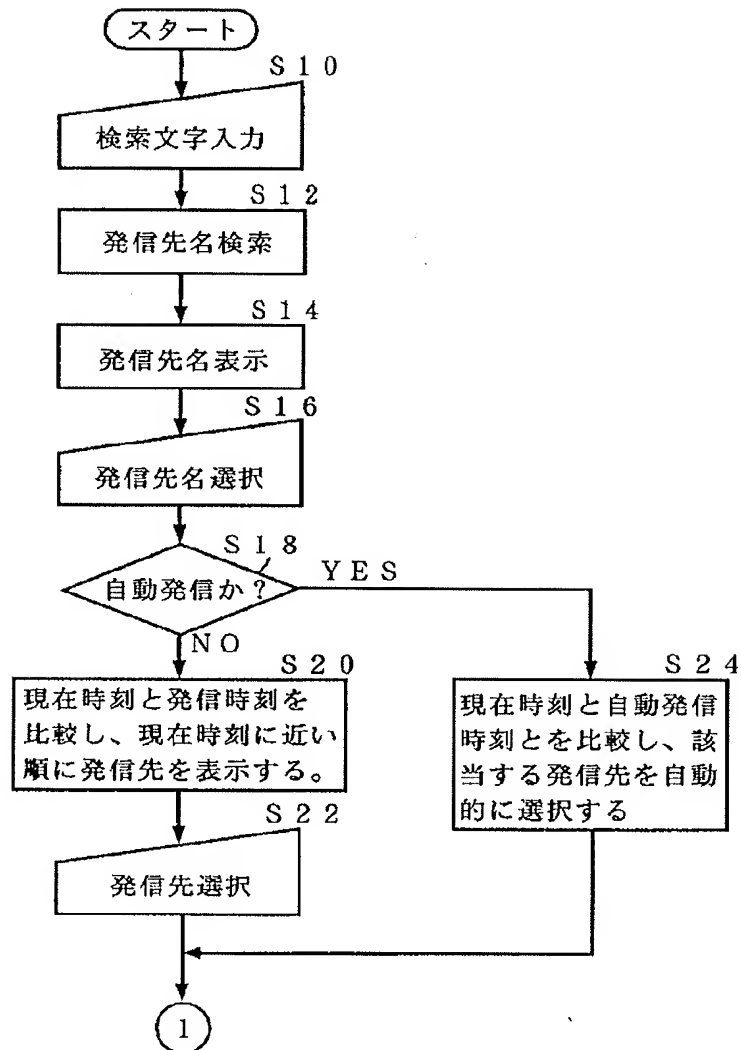 スタート
S10
検索文字入力
S12
発信先名検索
S14
発信先名表示
S16
発信先名選択
S18
自動発信か?
YES
NO
S20
現在時刻と発信時刻を
比較し、現在時刻に近い
順に発信先を表示する。
S24
現在時刻と自動発信
時刻とを比較し、該
当する発信先を自動
的に選択する
S22
発信先選択
1